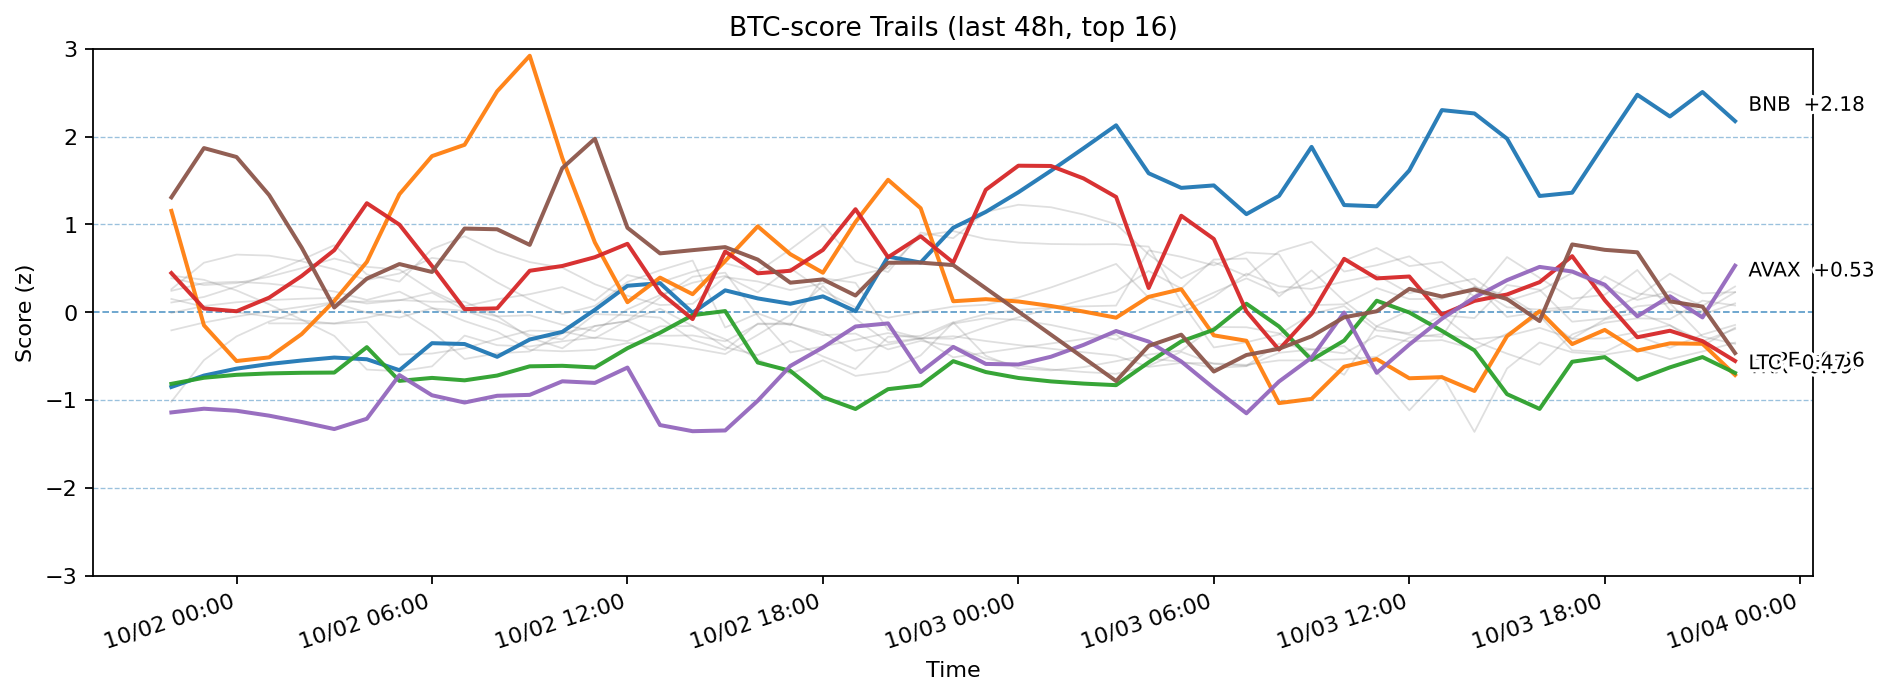 BTC-score Trails (last 48h, top 16)
Score (z)
3
2
1
0
−1
−2
−3
BNB +2.18
AVAX +0.53
LTC -0.47
10/02 00:00
10/02 06:00
10/02 12:00
10/02 18:00
10/03 00:00
10/03 06:00
10/03 12:00
10/03 18:00
10/04 00:00
Time